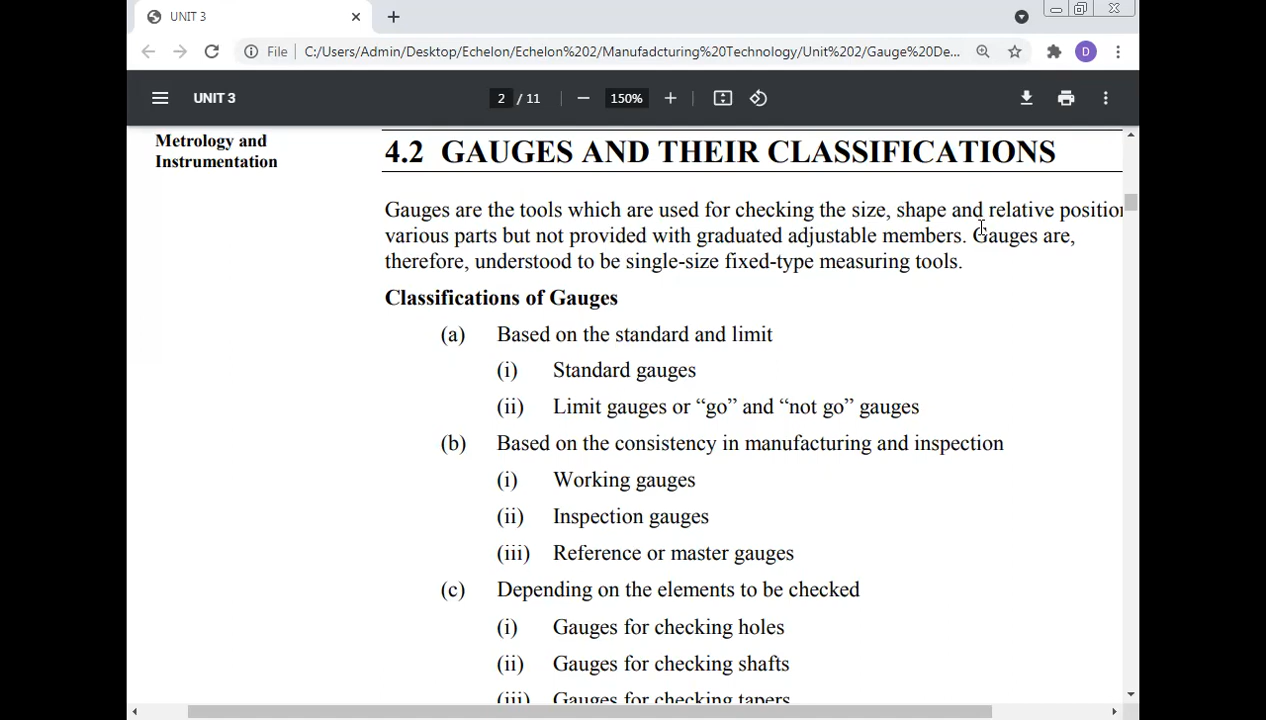 UNIT 3
File C:/Users/Admin/Desktop/Echelon/Echelon%202/Manufadcturing%20Technology/Unit%202/Gauge%20De...
D
UNIT 3
2 / 11
150%
Metrology and
Instrumentation
4.2 GAUGES AND THEIR CLASSIFICATIONS
Gauges are the tools which are used for checking the size, shape and relative position
various parts but not provided with graduated adjustable members. Gauges are,
therefore, understood to be single-size fixed-type measuring tools.
Classifications of Gauges
(a) Based on the standard and limit
(i) Standard gauges
(ii) Limit gauges or “go” and “not go” gauges
(b) Based on the consistency in manufacturing and inspection
(i) Working gauges
(ii) Inspection gauges
(iii) Reference or master gauges
(c) Depending on the elements to be checked
(i) Gauges for checking holes
(ii) Gauges for checking shafts
(iii) Gauges for checking tapers